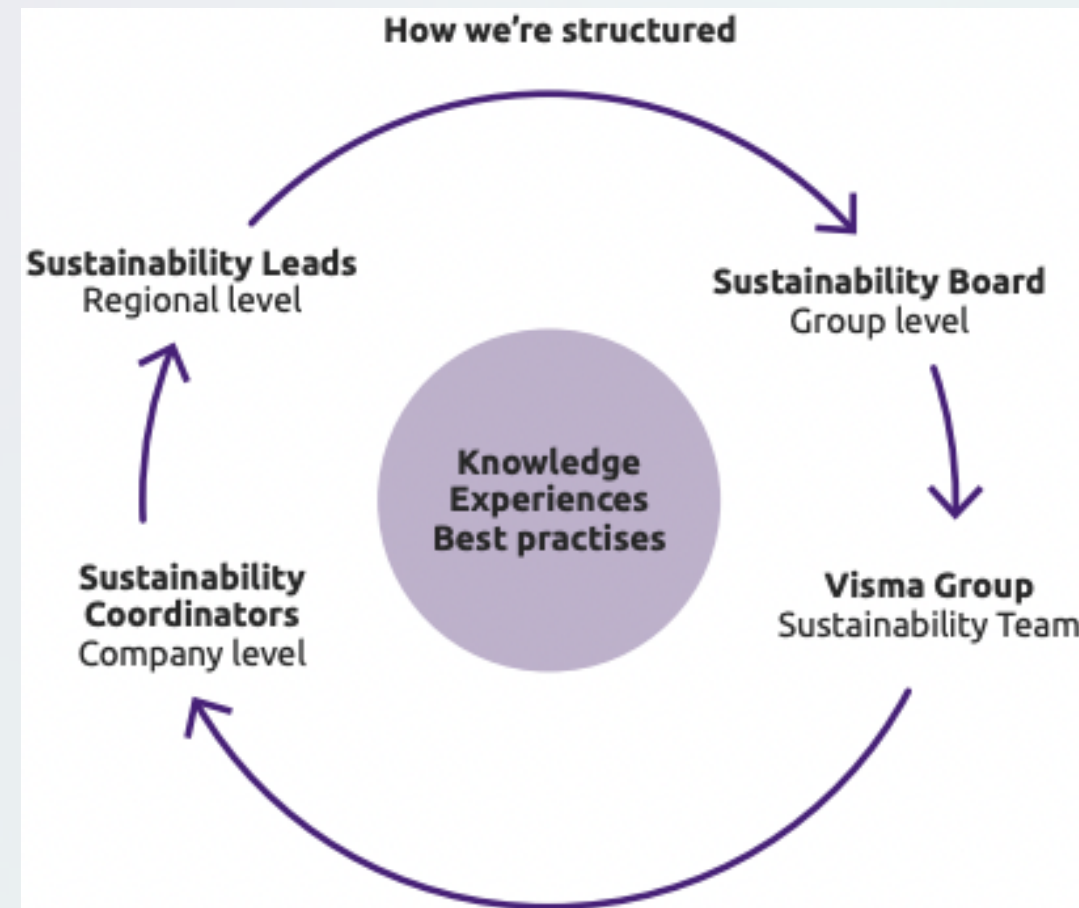 How we're structured
Sustainability Leads
Regional level
Sustainability Board
Group level
Knowledge
Experiences
Best practises
Sustainability
Coordinators
Company level
Visma Group
Sustainability Team